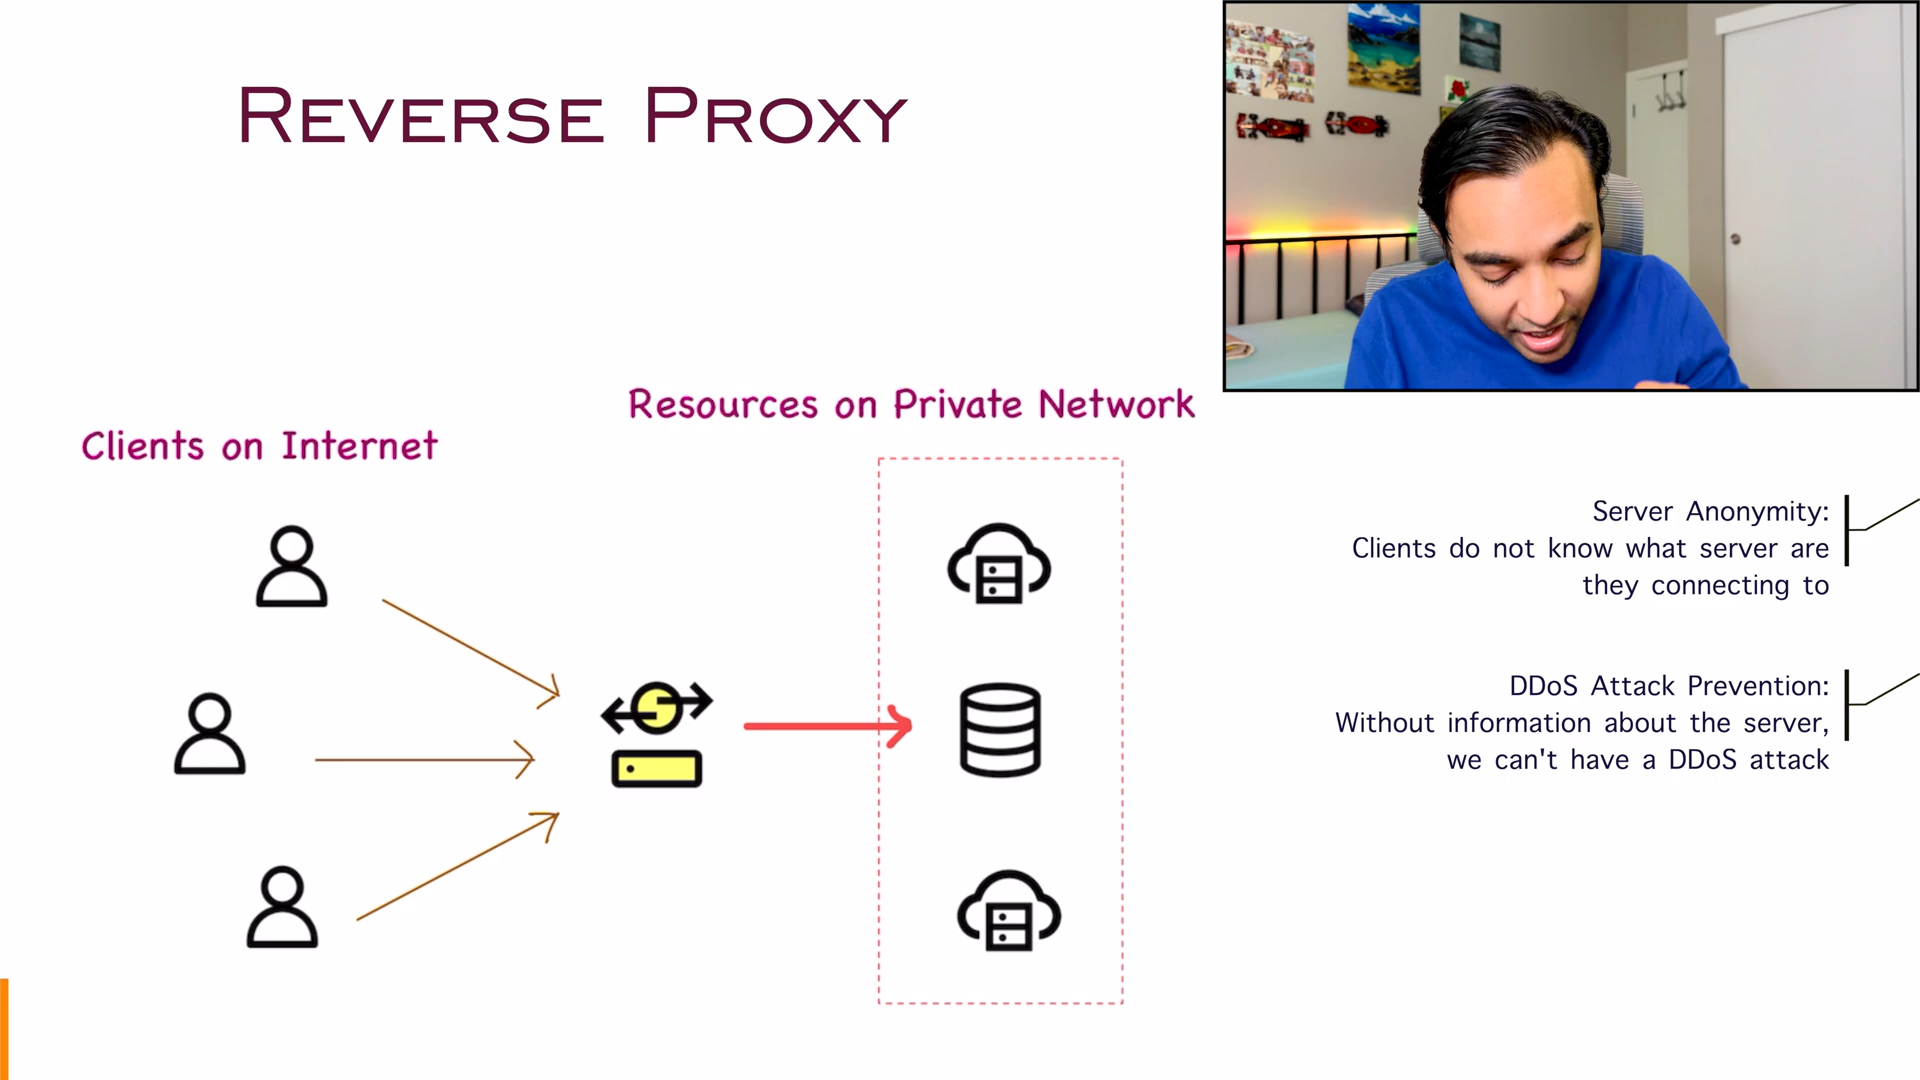 Reverse Proxy
Resources on Private Network
Clients on Internet
Server Anonymity:
Clients do not know what server are
they connecting to
DDoS Attack Prevention:
Without information about the server,
we can't have a DDoS attack